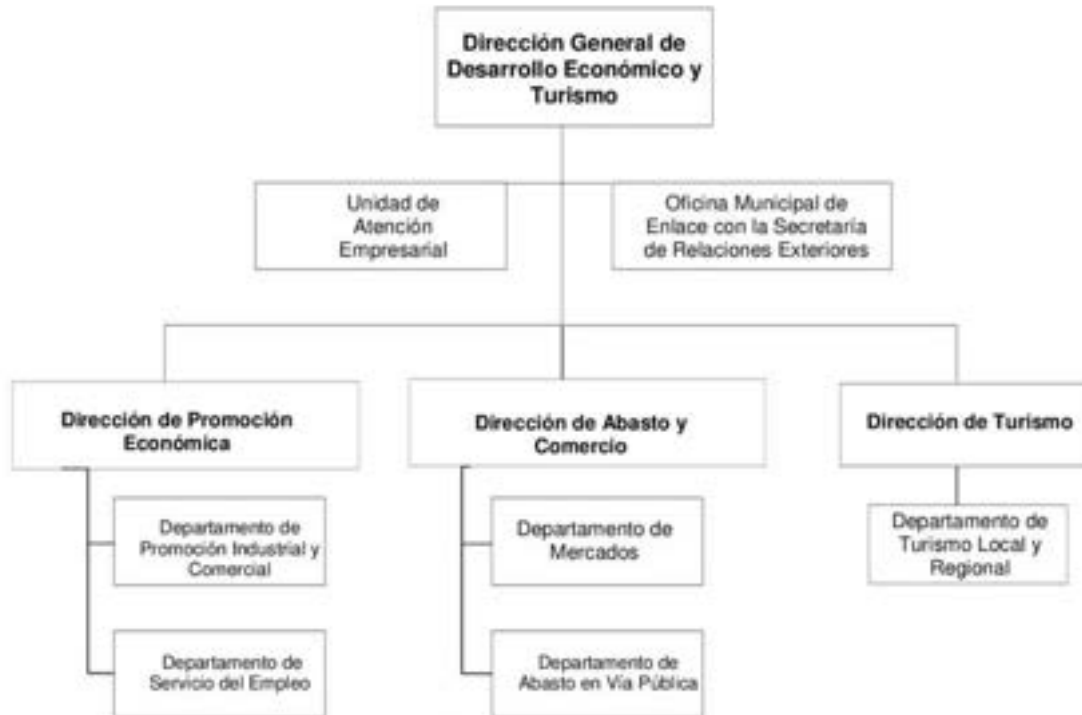 Dirección General de
Desarrollo Económico y
Turismo
Unidad de
Atención
Empresarial
Oficina Municipal de
Enlace con la Secretaría
de Relaciones Exteriores
Dirección de Promoción
Económica
Dirección de Abasto y
Comercio
Dirección de Turismo
Departamento de
Promoción Industrial y
Comercial
Departamento de
Mercados
Departamento de
Turismo Local y
Regional
Departamento de
Servicio del Empleo
Departamento de
Abasto en Vía Pública